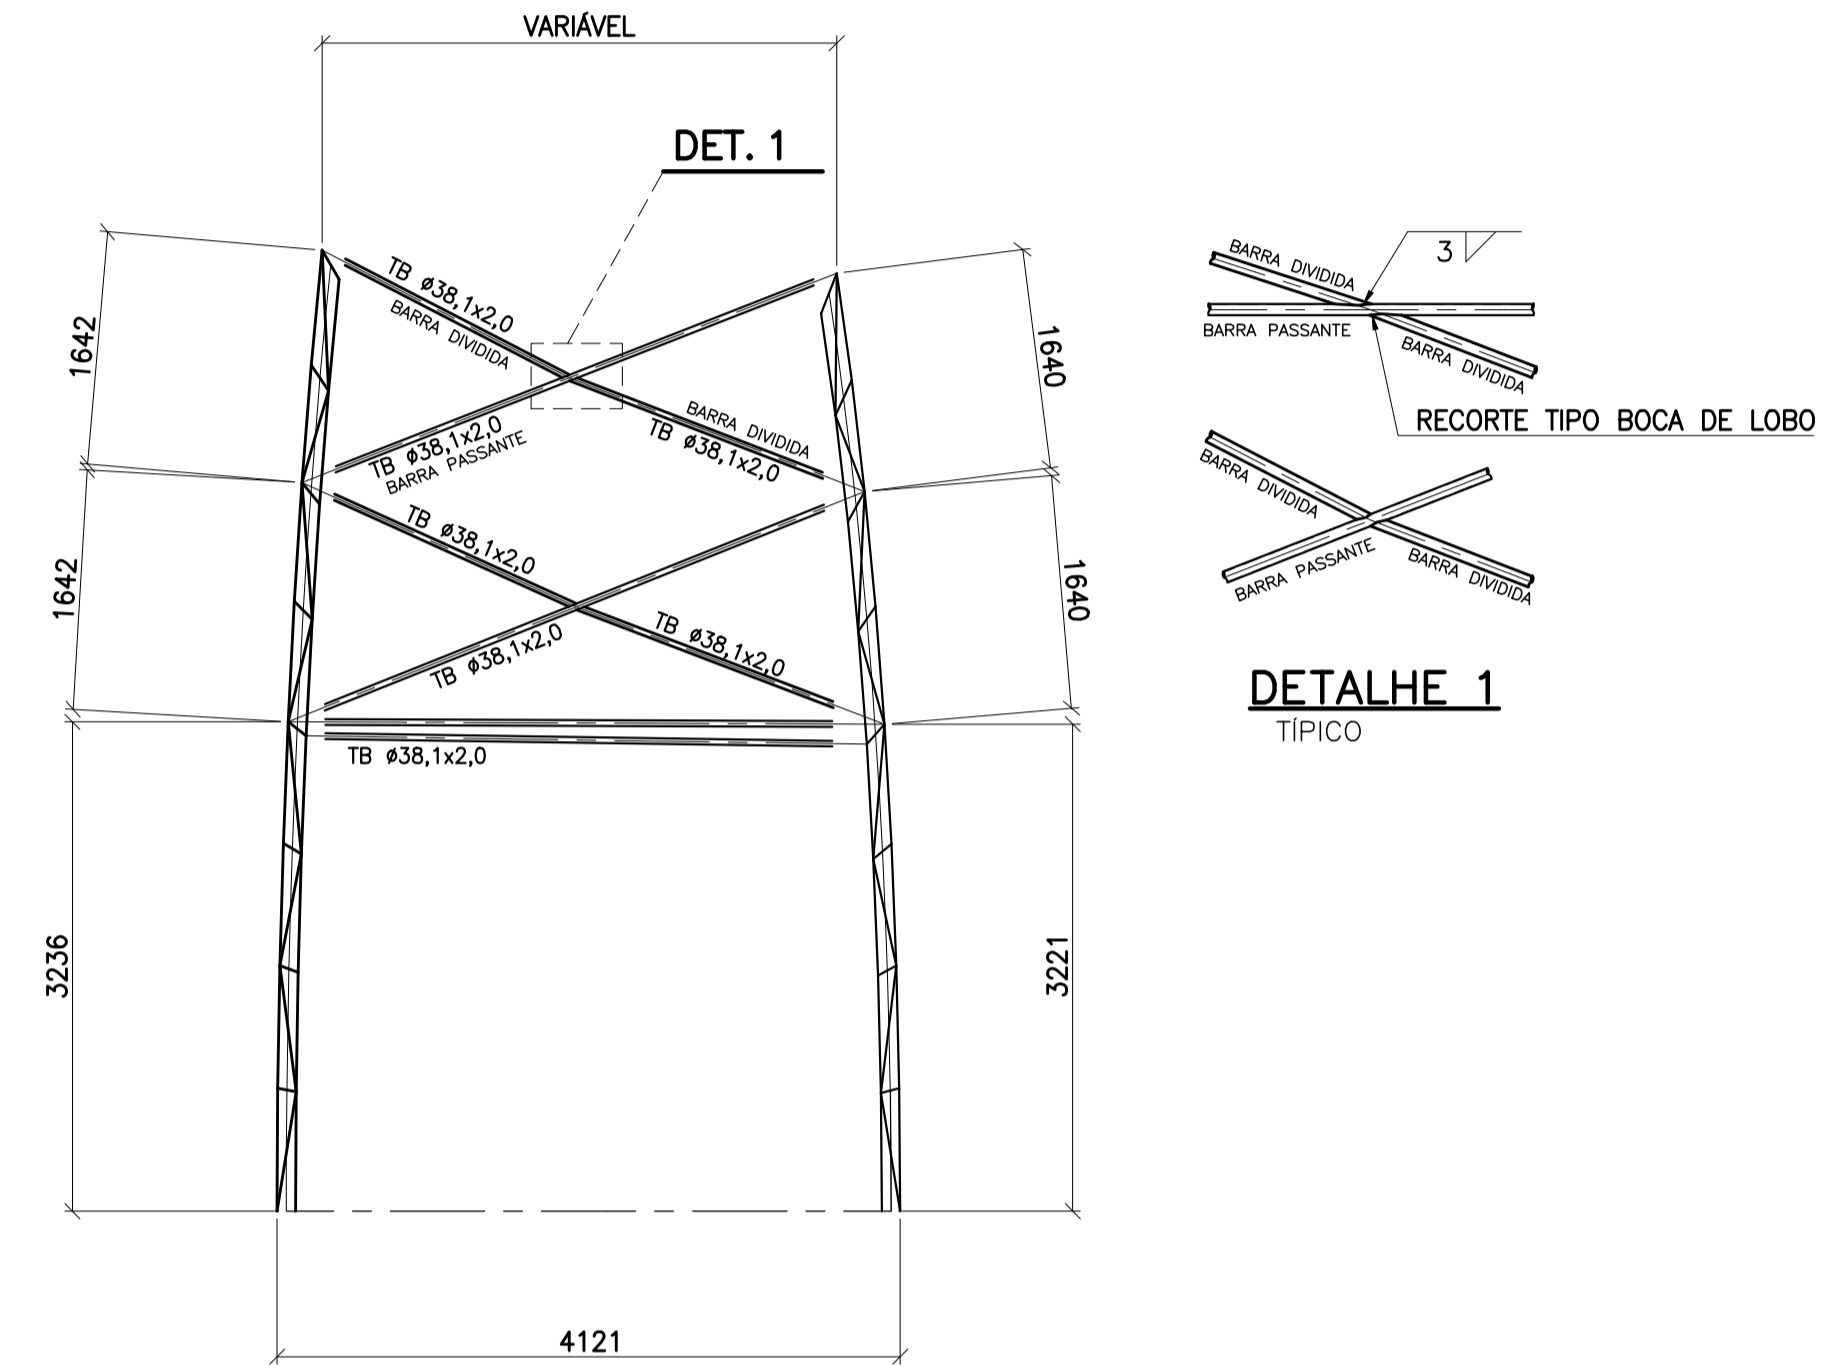 VARIÁVEL
DET. 1
TB ø38,1x2,0
BARRA DIVIDIDA
1642
1640
BARRA DIVIDIDA
TB ø38,1x2,0
TB ø38,1x2,0
BARRA PASSANTE
TB ø38,1x2,0
1642
1640
TB ø38,1x2,0
TB ø38,1x2,0
TB ø38,1x2,0
3236
3221
4121
BARRA DIVIDIDA
3
BARRA PASSANTE
BARRA DIVIDIDA
RECORTE TIPO BOCA DE LOBO
BARRA DIVIDIDA
BARRA PASSANTE
BARRA DIVIDIDA
DETALHE 1
TÍPICO